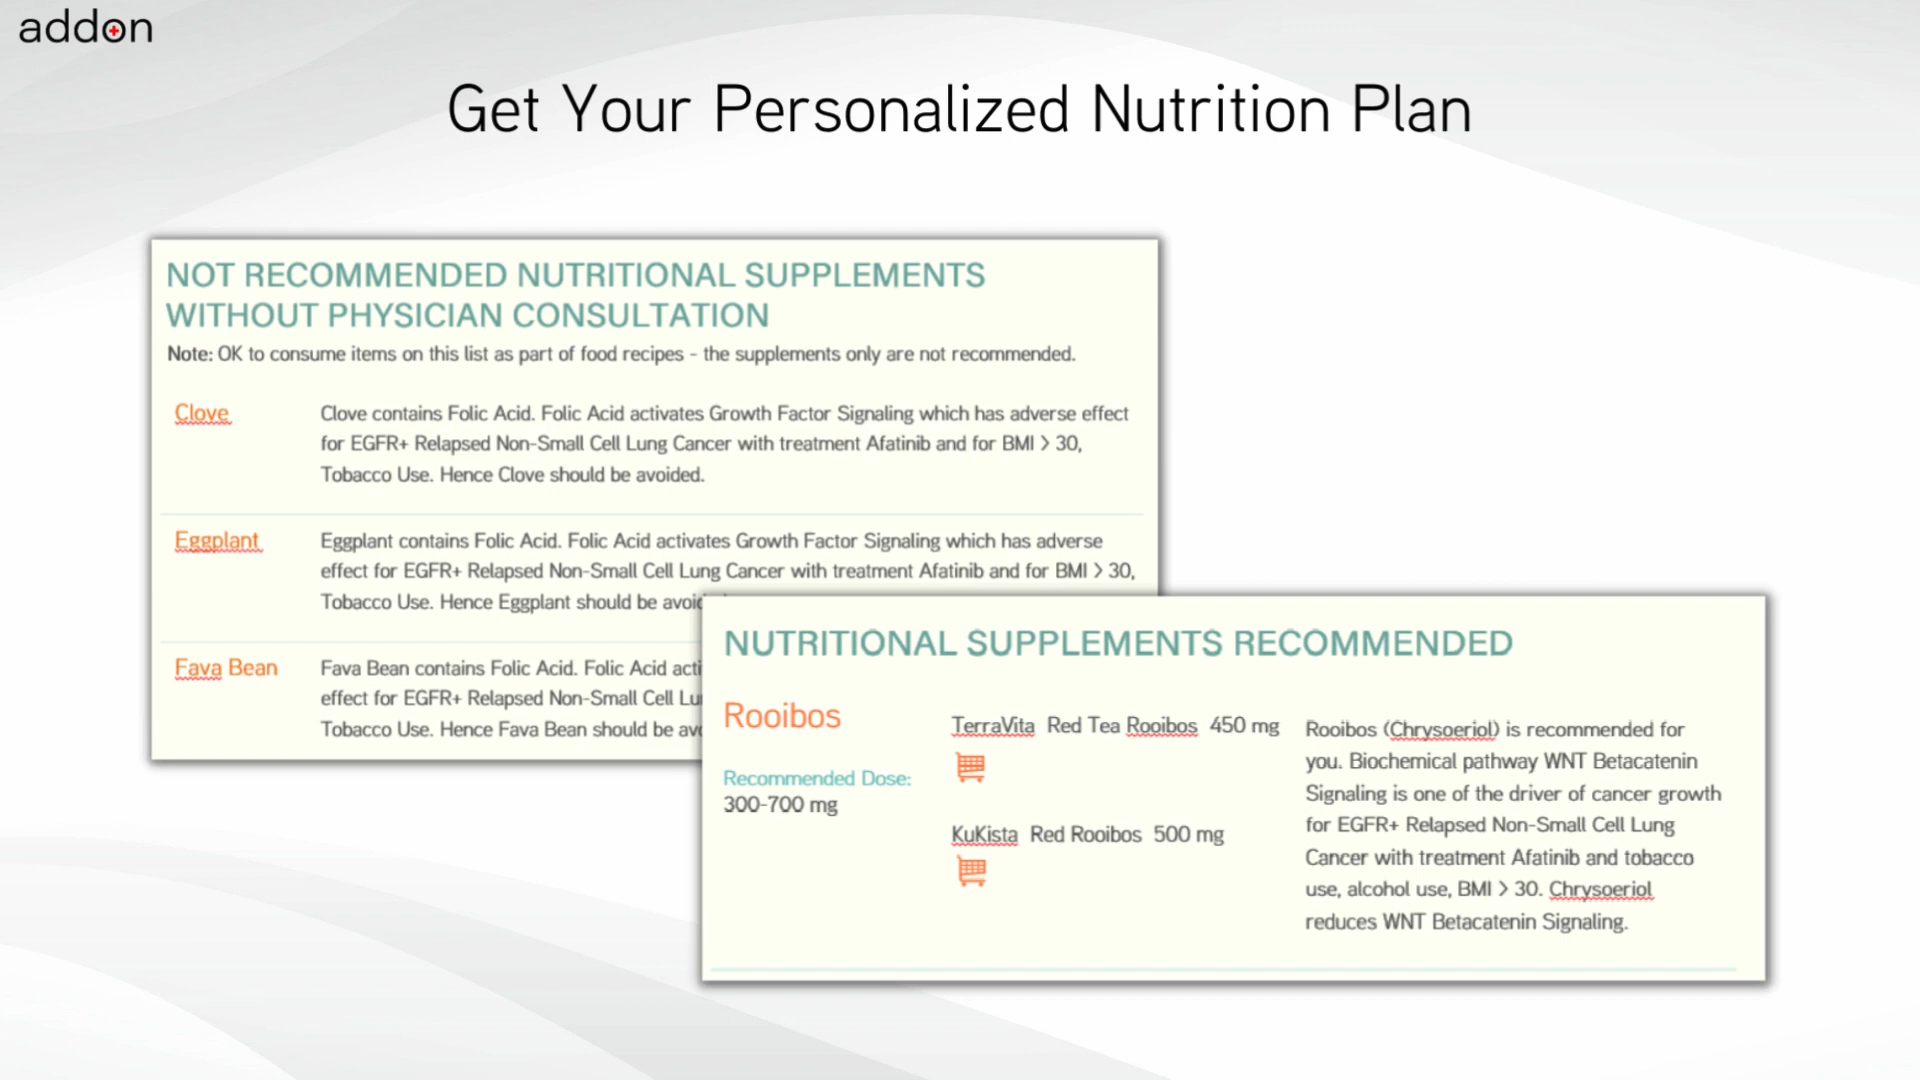 addon
Get Your Personalized Nutrition Plan
NOT RECOMMENDED NUTRITIONAL SUPPLEMENTS
WITHOUT PHYSICIAN CONSULTATION
Note: OK to consume items on this list as part of food recipes - the supplements only are not recommended.
Clove
Clove contains Folic Acid. Folic Acid activates Growth Factor Signaling which has adverse effect
for EGFR+ Relapsed Non-Small Cell Lung Cancer with treatment Afatinib and for BMI > 30,
Tobacco Use. Hence Clove should be avoided.
Eggplant
Eggplant contains Folic Acid. Folic Acid activates Growth Factor Signaling which has adverse
effect for EGFR+ Relapsed Non-Small Cell Lung Cancer with treatment Afatinib and for BMI > 30,
Tobacco Use. Hence Eggplant should be
Fava Bean
Fava Bean contains Folic Acid. Folic Acid
effect for EGFR+ Relapsed Non-Small Cell
Tobacco Use. Hence Fava Bean should be
NUTRITIONAL SUPPLEMENTS RECOMMENDED
Rooibos
Recommended Dose:
300-700 mg
TerraVita Red Tea Rooibos 450 mg
KuKista Red Rooibos 500 mg
Rooibos (Chrysoeriol) is recommended for
you. Biochemical pathway WNT Betacatenin
Signaling is one of the driver of cancer growth
for EGFR+ Relapsed Non-Small Cell Lung
Cancer with treatment Afatinib and tobacco
use, alcohol use, BMI > 30. Chrysoeriol
reduces WNT Betacatenin Signaling.